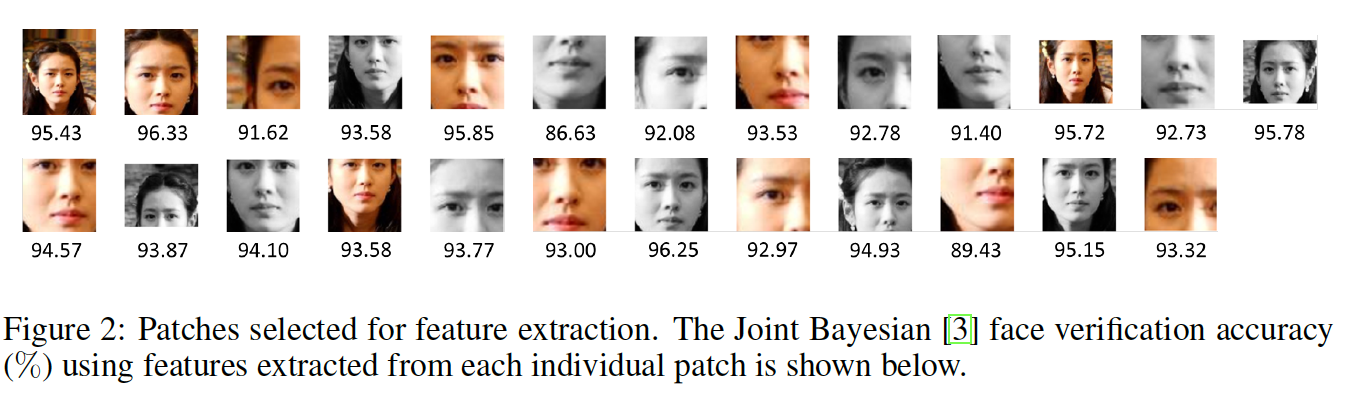 95.43 96.33 91.62 93.58 95.85 86.63 92.08 93.53 92.78 91.40 95.72 92.73 95.78
94.57 93.87 94.10 93.58 93.77 93.00 96.25 92.97 94.93 89.43 95.15 93.32
Figure 2: Patches selected for feature extraction. The Joint Bayesian [3] face verification accuracy
(%) using features extracted from each individual patch is shown below.